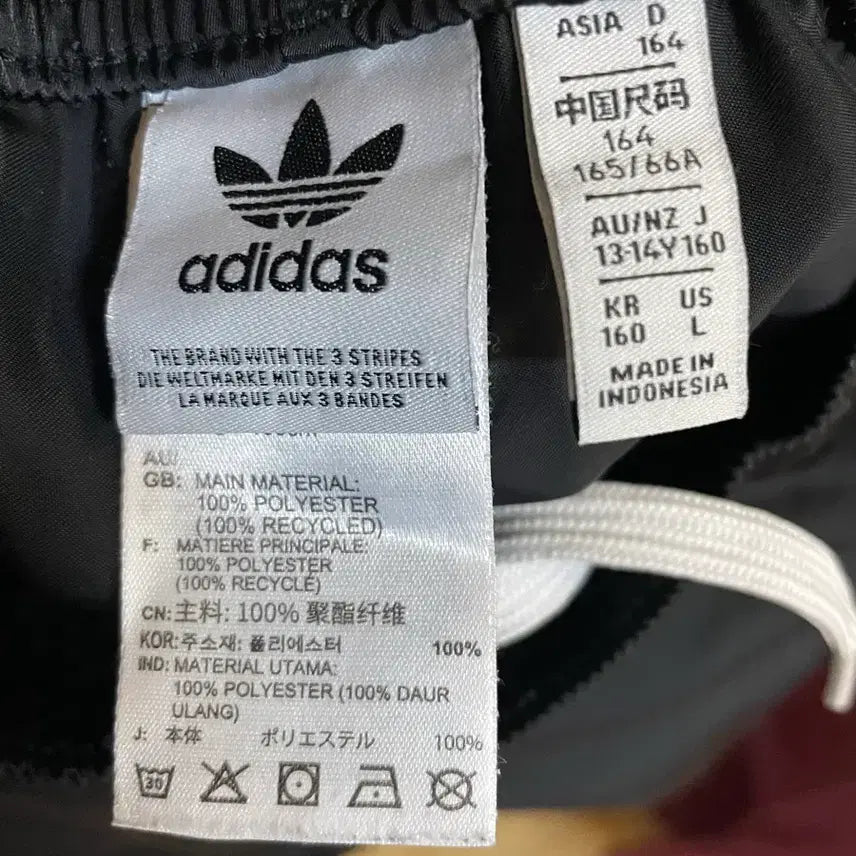 adidas
THE BRAND WITH THE 3 STRIPES
DIE WELTMARKE MIT DEN 3 STREIFEN
LA MARQUE AUX 3 BANDES
AU/
GB: MAIN MATERIAL:
100% POLYESTER
(100% RECYCLED)
F: MATIERE PRINCIPALE:
100% POLYESTER
(100% RECYCLÉ)
CN: 主料: 100% 聚酯纤维
KOR: 주소재: 폴리에스터 100%
IND: MATERIAL UTAMA:
100% POLYESTER (100% DAUR
ULANG)
J: 本体 ポリエステル 100%
30
ASIA D
164
中国尺码
164
165/66A
AU/NZ J
13-14Y 160
KR US
160 L
MADE IN
INDONESIA